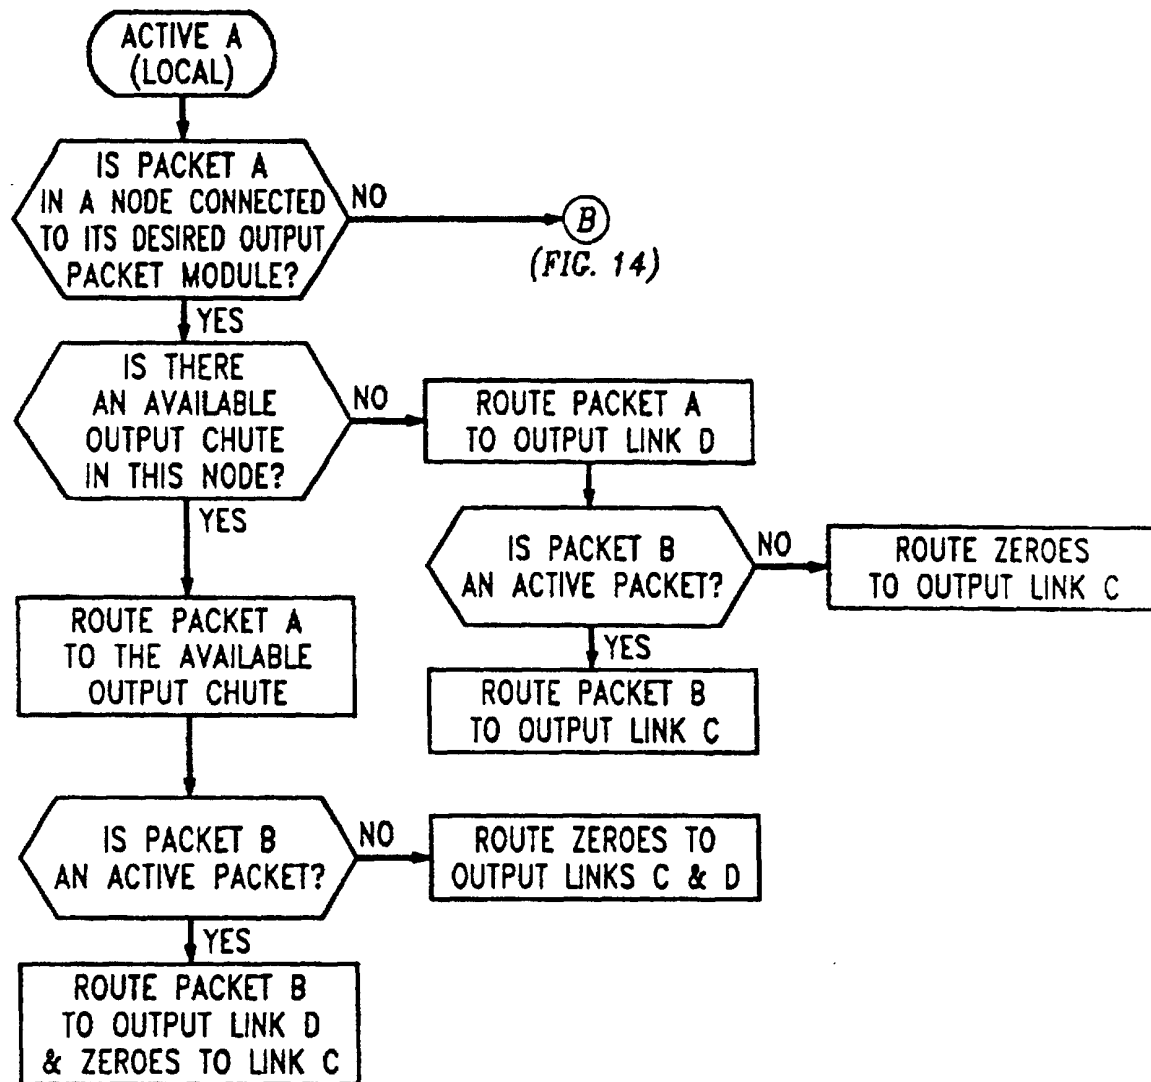 ACTIVE A
(LOCAL)
IS PACKET A
IN A NODE CONNECTED
TO ITS DESIRED OUTPUT
PACKET MODULE?
NO
B
(FIG. 14)
YES
IS THERE
AN AVAILABLE
OUTPUT CHUTE
IN THIS NODE?
NO
ROUTE PACKET A
TO OUTPUT LINK D
YES
IS PACKET B
AN ACTIVE PACKET?
NO
ROUTE ZEROES
TO OUTPUT LINK C
YES
ROUTE PACKET B
TO OUTPUT LINK C
ROUTE PACKET A
TO THE AVAILABLE
OUTPUT CHUTE
IS PACKET B
AN ACTIVE PACKET?
NO
ROUTE ZEROES TO
OUTPUT LINKS C & D
YES
ROUTE PACKET B
TO OUTPUT LINK D
& ZEROES TO LINK C